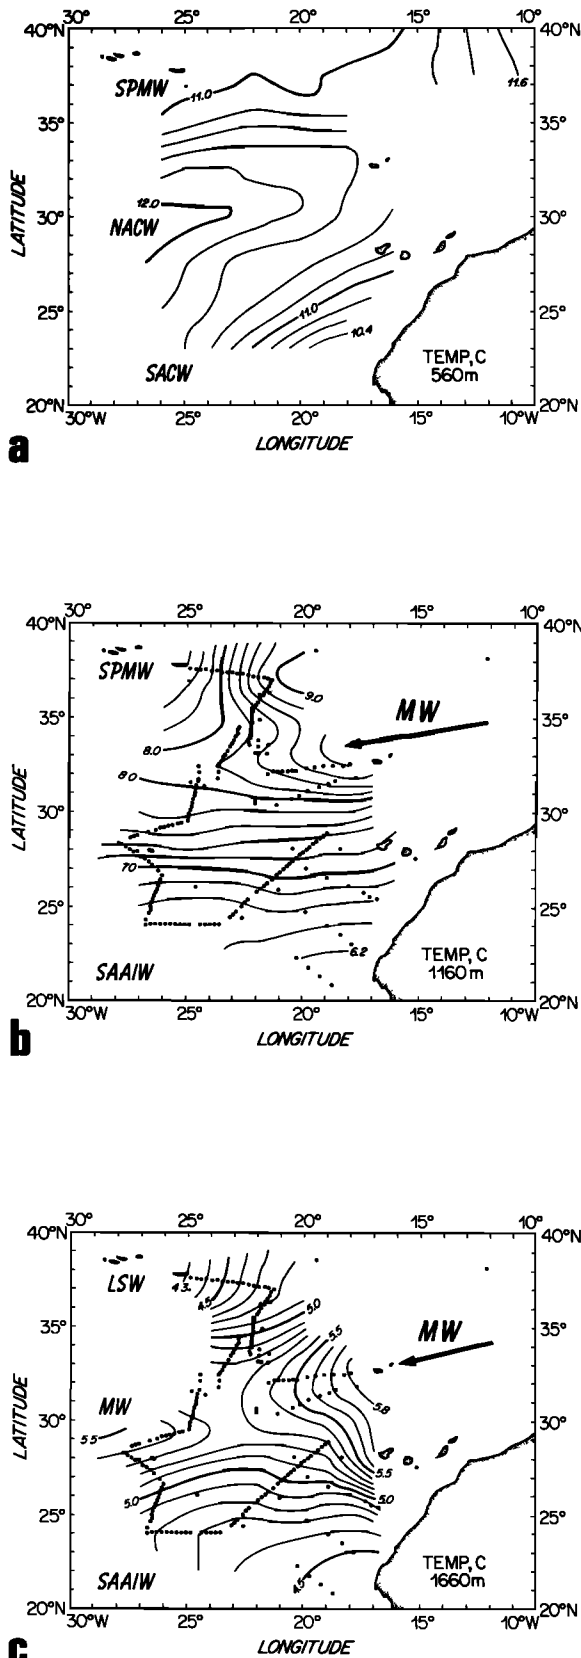 30° 25° 20° 15° 10°
40°N 40°N
SPMW
11.0
11.6
35° 35°
LATITUDE
12.0
30° 30°
NACW
25° 25°
11.0
10.4
SACW
TEMP, C
560m
20°N 20°N
30°W 25° 20° 15° 10°W
LONGITUDE
a
30° 25° 20° 15° 10°
40°N 40°N
SPMW
9.0
MW
35° 35°
8.0
8.0
LATITUDE
30° 30°
7.0
25° 25°
6.2
SAAIW
TEMP, C
1160m
20°N 20°N
30°W 25° 20° 15° 10°W
LONGITUDE
b
30° 25° 20° 15° 10°
40°N 40°N
LSW
4.3
4.5
5.0
35° 35°
5.5
MW
LATITUDE
MW
5.8
30° 30°
5.5
5.5
5.0
5.0
25° 25°
4.5
SAAIW
TEMP, C
1660m
20°N 20°N
30°W 25° 20° 15° 10°W
LONGITUDE
c